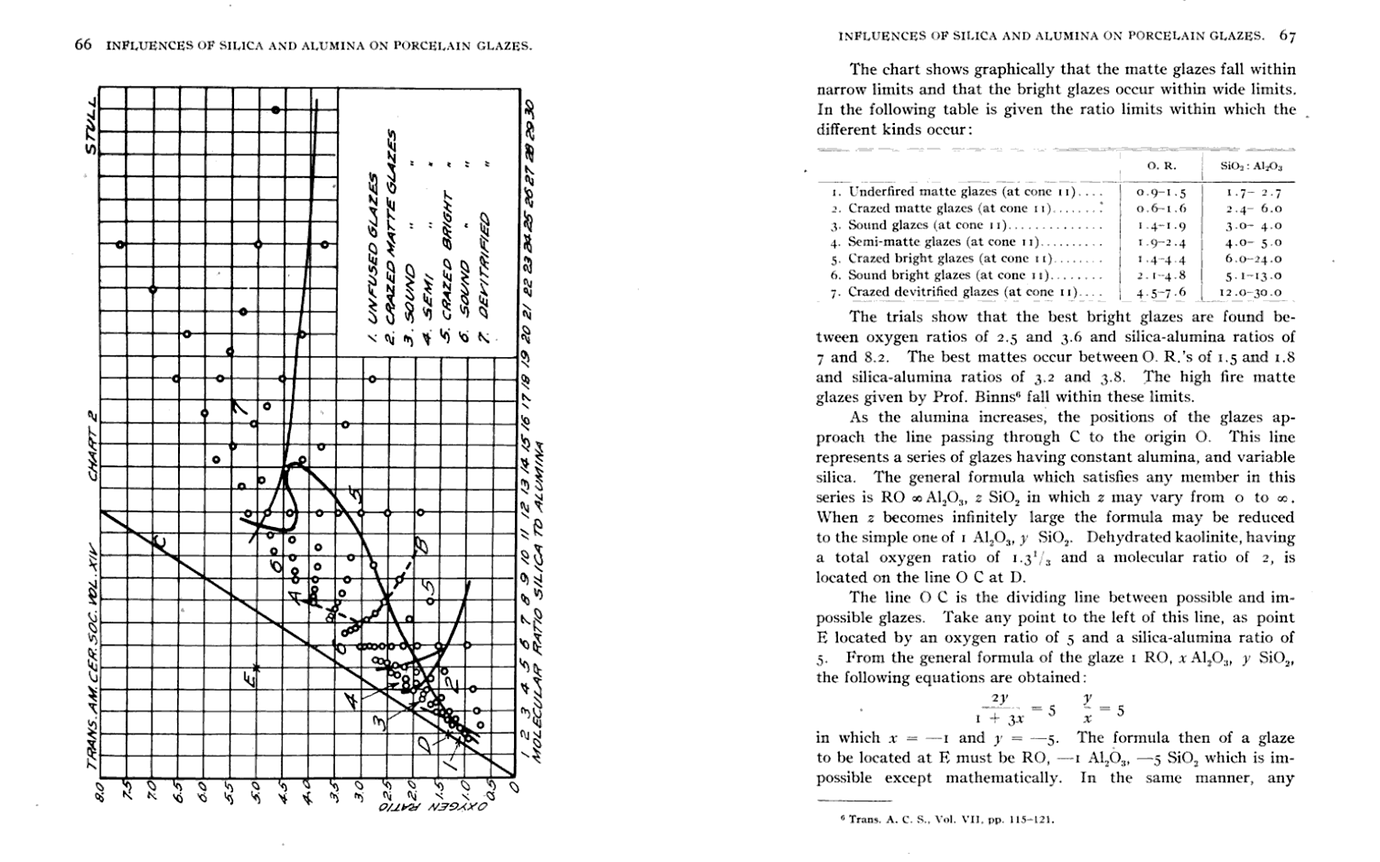 66 INFLUENCES OF SILICA AND ALUMINA ON PORCELAIN GLAZES.
TRANS. AM. CER. SOC. VOL. XIV CHART 2 STULL
8.0
7.5
7.0
6.5
6.0
5.5
5.0
4.5
4.0
3.5
3.0
2.5
2.0
1.5
1.0
0.5
0
OXYGEN RATIO
1 2 3 4 5 6 7 8 9 10 11 12 13 14 15 16 17 18 19 20 21 22 23 24 25 26 27 28 29 30
MOLECULAR RATIO SILICA TO ALUMINA
1. UNFUSED GLAZES
2. CRAZED MATTE GLAZES
3. SOUND " "
4. SEMI " "
5. CRAZED BRIGHT "
6. SOUND " "
7. DEVITRIFIED "
C
E
A
B
D
1
2
3
4
5
5
6
6
7
INFLUENCES OF SILICA AND ALUMINA ON PORCELAIN GLAZES. 67
The chart shows graphically that the matte glazes fall within
narrow limits and that the bright glazes occur within wide limits.
In the following table is given the ratio limits within which the
different kinds occur:
O. R. SiO₂ : Al₂O₃
1. Underfired matte glazes (at cone 11).... 0.9–1.5 1.7– 2.7
2. Crazed matte glazes (at cone 11)........ 0.6–1.6 2.4– 6.0
3. Sound glazes (at cone 11).............. 1.4–1.9 3.0– 4.0
4. Semi-matte glazes (at cone 11).......... 1.9–2.4 4.0– 5.0
5. Crazed bright glazes (at cone 11)........ 1.4–4.4 6.0–24.0
6. Sound bright glazes (at cone 11)........ 2.1–4.8 5.1–13.0
7. Crazed devitrified glazes (at cone 11).... 4.5–7.6 12.0–30.0
The trials show that the best bright glazes are found be-
tween oxygen ratios of 2.5 and 3.6 and silica-alumina ratios of
7 and 8.2. The best mattes occur between O. R.'s of 1.5 and 1.8
and silica-alumina ratios of 3.2 and 3.8. The high fire matte
glazes given by Prof. Binns⁶ fall within these limits.
As the alumina increases, the positions of the glazes ap-
proach the line passing through C to the origin O. This line
represents a series of glazes having constant alumina, and variable
silica. The general formula which satisfies any member in this
series is RO ∞ Al₂O₃, z SiO₂ in which z may vary from 0 to ∞.
When z becomes infinitely large the formula may be reduced
to the simple one of 1 Al₂O₃, y SiO₂. Dehydrated kaolinite, having
a total oxygen ratio of 1.3¹/₃ and a molecular ratio of 2, is
located on the line O C at D.
The line O C is the dividing line between possible and im-
possible glazes. Take any point to the left of this line, as point
E located by an oxygen ratio of 5 and a silica-alumina ratio of
5. From the general formula of the glaze 1 RO, x Al₂O₃, y SiO₂,
the following equations are obtained:
2y / 1 + 3x = 5 y / x = 5
in which x = —1 and y = —5. The formula then of a glaze
to be located at E must be RO, —1 Al₂O₃, —5 SiO₂ which is im-
possible except mathematically. In the same manner, any
⁶ Trans. A. C. S., Vol. VII, pp. 115–121.